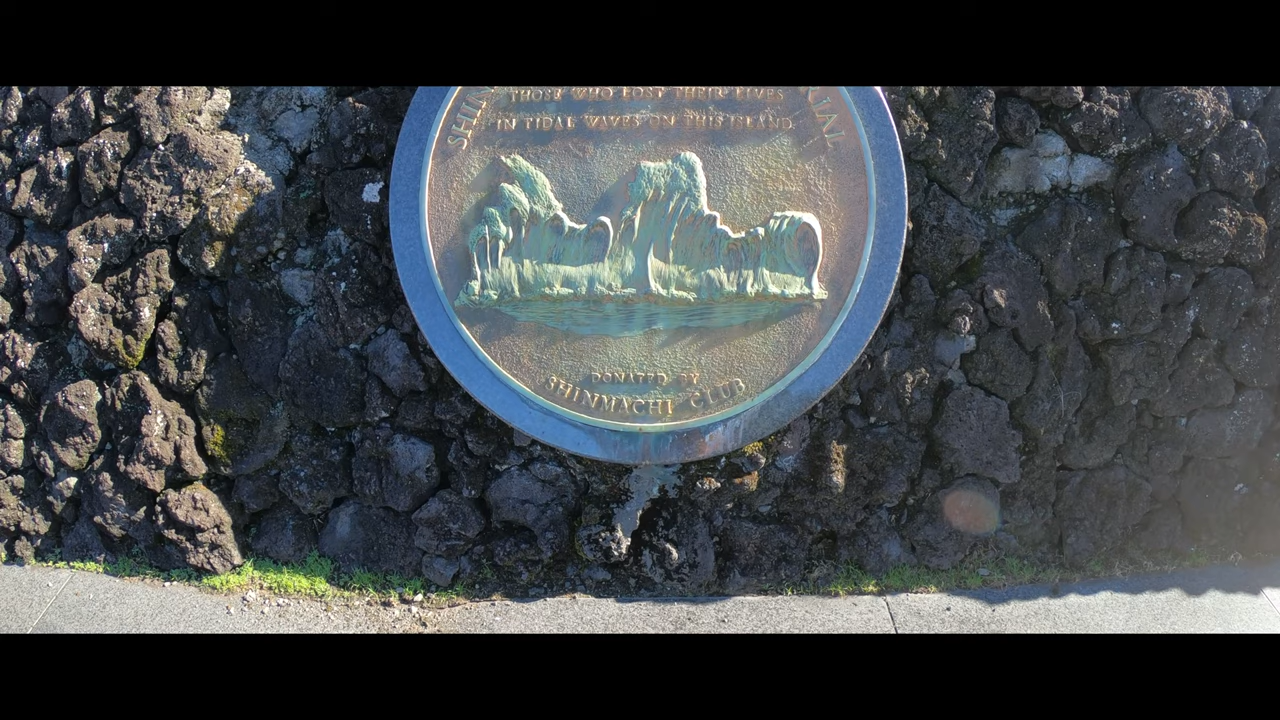 THOSE WHO LOST THEIR LIVES
IN TIDAL WAVES ON THIS ISLAND
DONATED BY
SHINMACHI CLUB